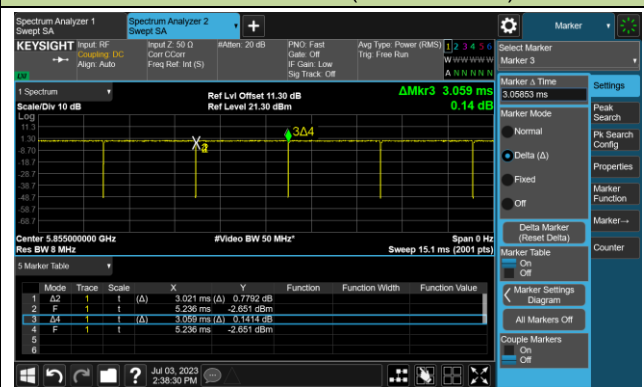 Spectrum Analyzer 1
Swept SA
Spectrum Analyzer 2
Swept SA
+
Marker
KEYSIGHT
Input: RF
Coupling: DC
Align: Auto
Input Z: 50 Ω
Corr CCorr
Freq Ref: Int (S)
#Atten: 20 dB
PNO: Fast
Gate: Off
IF Gain: Low
Sig Track: Off
Avg Type: Power (RMS)
Trig: Free Run
1 2 3 4 5 6
W W W W W W
A N N N N N
Select Marker
Marker 3
1 Spectrum
Scale/Div 10 dB
Ref Lvl Offset 11.30 dB
Ref Level 21.30 dBm
ΔMkr3 3.059 ms
0.14 dB
Log
11.3
1.30
-8.70
-18.7
-28.7
-38.7
-48.7
-58.7
-68.7
3Δ4
Center 5.855000000 GHz
Res BW 8 MHz
#Video BW 50 MHz*
Span 0 Hz
Sweep 15.1 ms (2001 pts)
5 Marker Table
Mode Trace Scale X Y Function Function Width Function Value
1 Δ2 1 t (Δ) 3.021 ms (Δ) 0.7792 dB
2 F 1 t 5.236 ms -2.651 dBm
3 Δ4 1 t (Δ) 3.059 ms (Δ) 0.1414 dB
4 F 1 t 5.236 ms -2.651 dBm
5
6
Marker Δ Time
3.05853 ms
Marker Mode
Normal
Delta (Δ)
Fixed
Off
Delta Marker
(Reset Delta)
Marker Table
On
Off
Marker Settings
Diagram
All Markers Off
Couple Markers
On
Off
Settings
Peak
Search
Pk Search
Config
Properties
Marker
Function
Marker→
Counter
?
Jul 03, 2023
2:38:30 PM